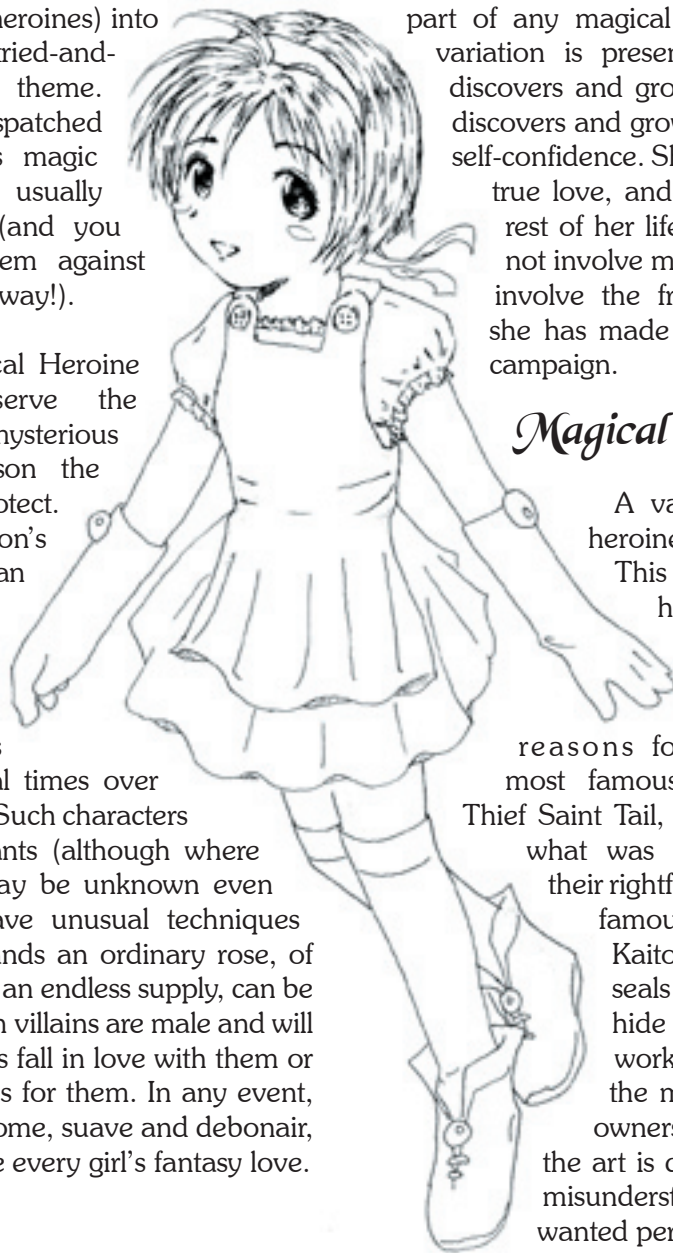 heroines) into
tried-and-
theme.
spatched
s magic
usually
(and you
em against
way!).
cal Heroine
serve the
mysterious
son the
otect.
on's
an
s
al times over
Such characters
ants (although where
ay be unknown even
ave unusual techniques
ands an ordinary rose, of
an endless supply, can be
n villains are male and will
s fall in love with them or
s for them. In any event,
ome, suave and debonair,
e every girl's fantasy love.
part of any magical
variation is presen
discovers and gro
discovers and grow
self-confidence. Sh
true love, and
rest of her life
not involve m
involve the fr
she has made
campaign.
Magical
A va
heroine
This
h
reasons fo
most famous
Thief Saint Tail,
what was
their rightf
famou
Kaito
seals
hide
work
the m
owners
the art is c
misunderst
wanted per